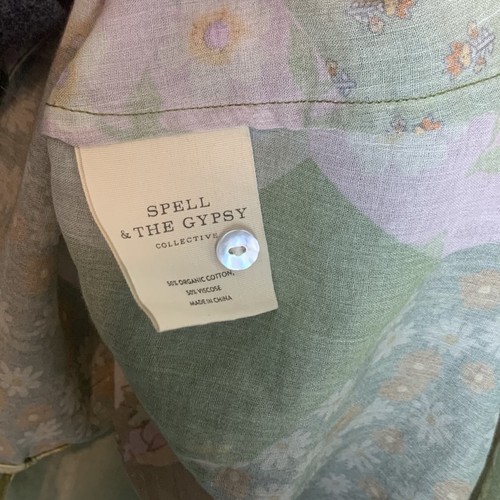 SPELL
& THE GYPSY
COLLECTIVE
50% ORGANIC COTTON,
50% VISCOSE
MADE IN CHINA